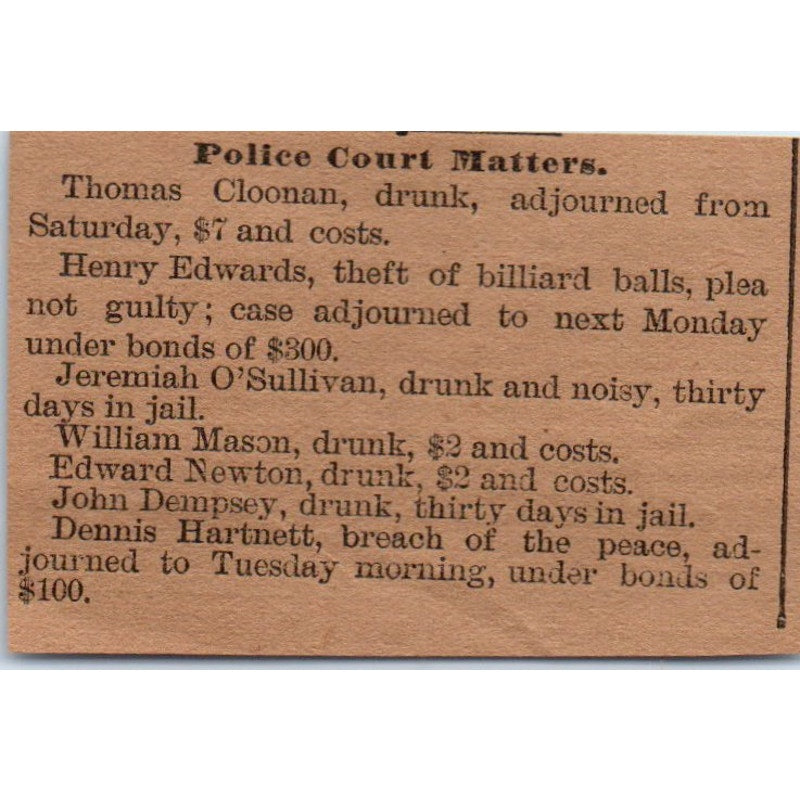 Police Court Matters.
Thomas Cloonan, drunk, adjourned from
Saturday, $7 and costs.
Henry Edwards, theft of billiard balls, plea
not guilty; case adjourned to next Monday
under bonds of $300.
Jeremiah O'Sullivan, drunk and noisy, thirty
days in jail.
William Mason, drunk, $2 and costs.
Edward Newton, drunk, $2 and costs.
John Dempsey, drunk, thirty days in jail.
Dennis Hartnett, breach of the peace, ad-
journed to Tuesday morning, under bonds of
$100.